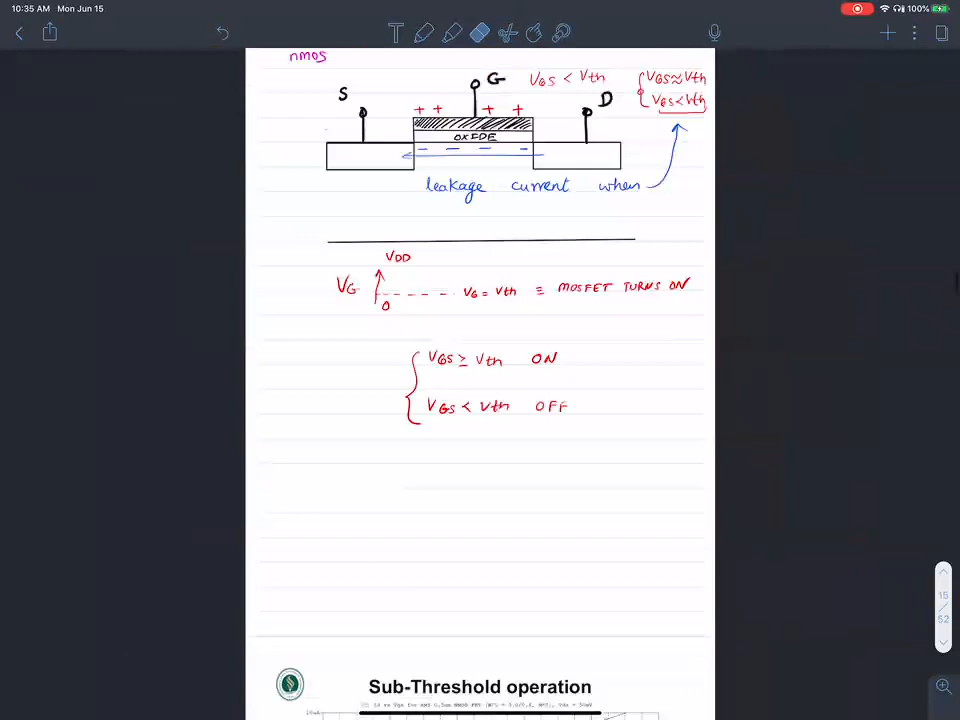 10:35 AM Mon Jun 15
100%
nmos
S
G
VGS < Vth
VGS ≈ Vth
VGS < Vth
D
+ + + +
OXIDE
- - - -
leakage current when
VDD
VG
0
VG = Vth ≡ MOSFET TURNS ON
VGS ≥ Vth ON
VGS < Vth OFF
15
/
52
Sub-Threshold operation